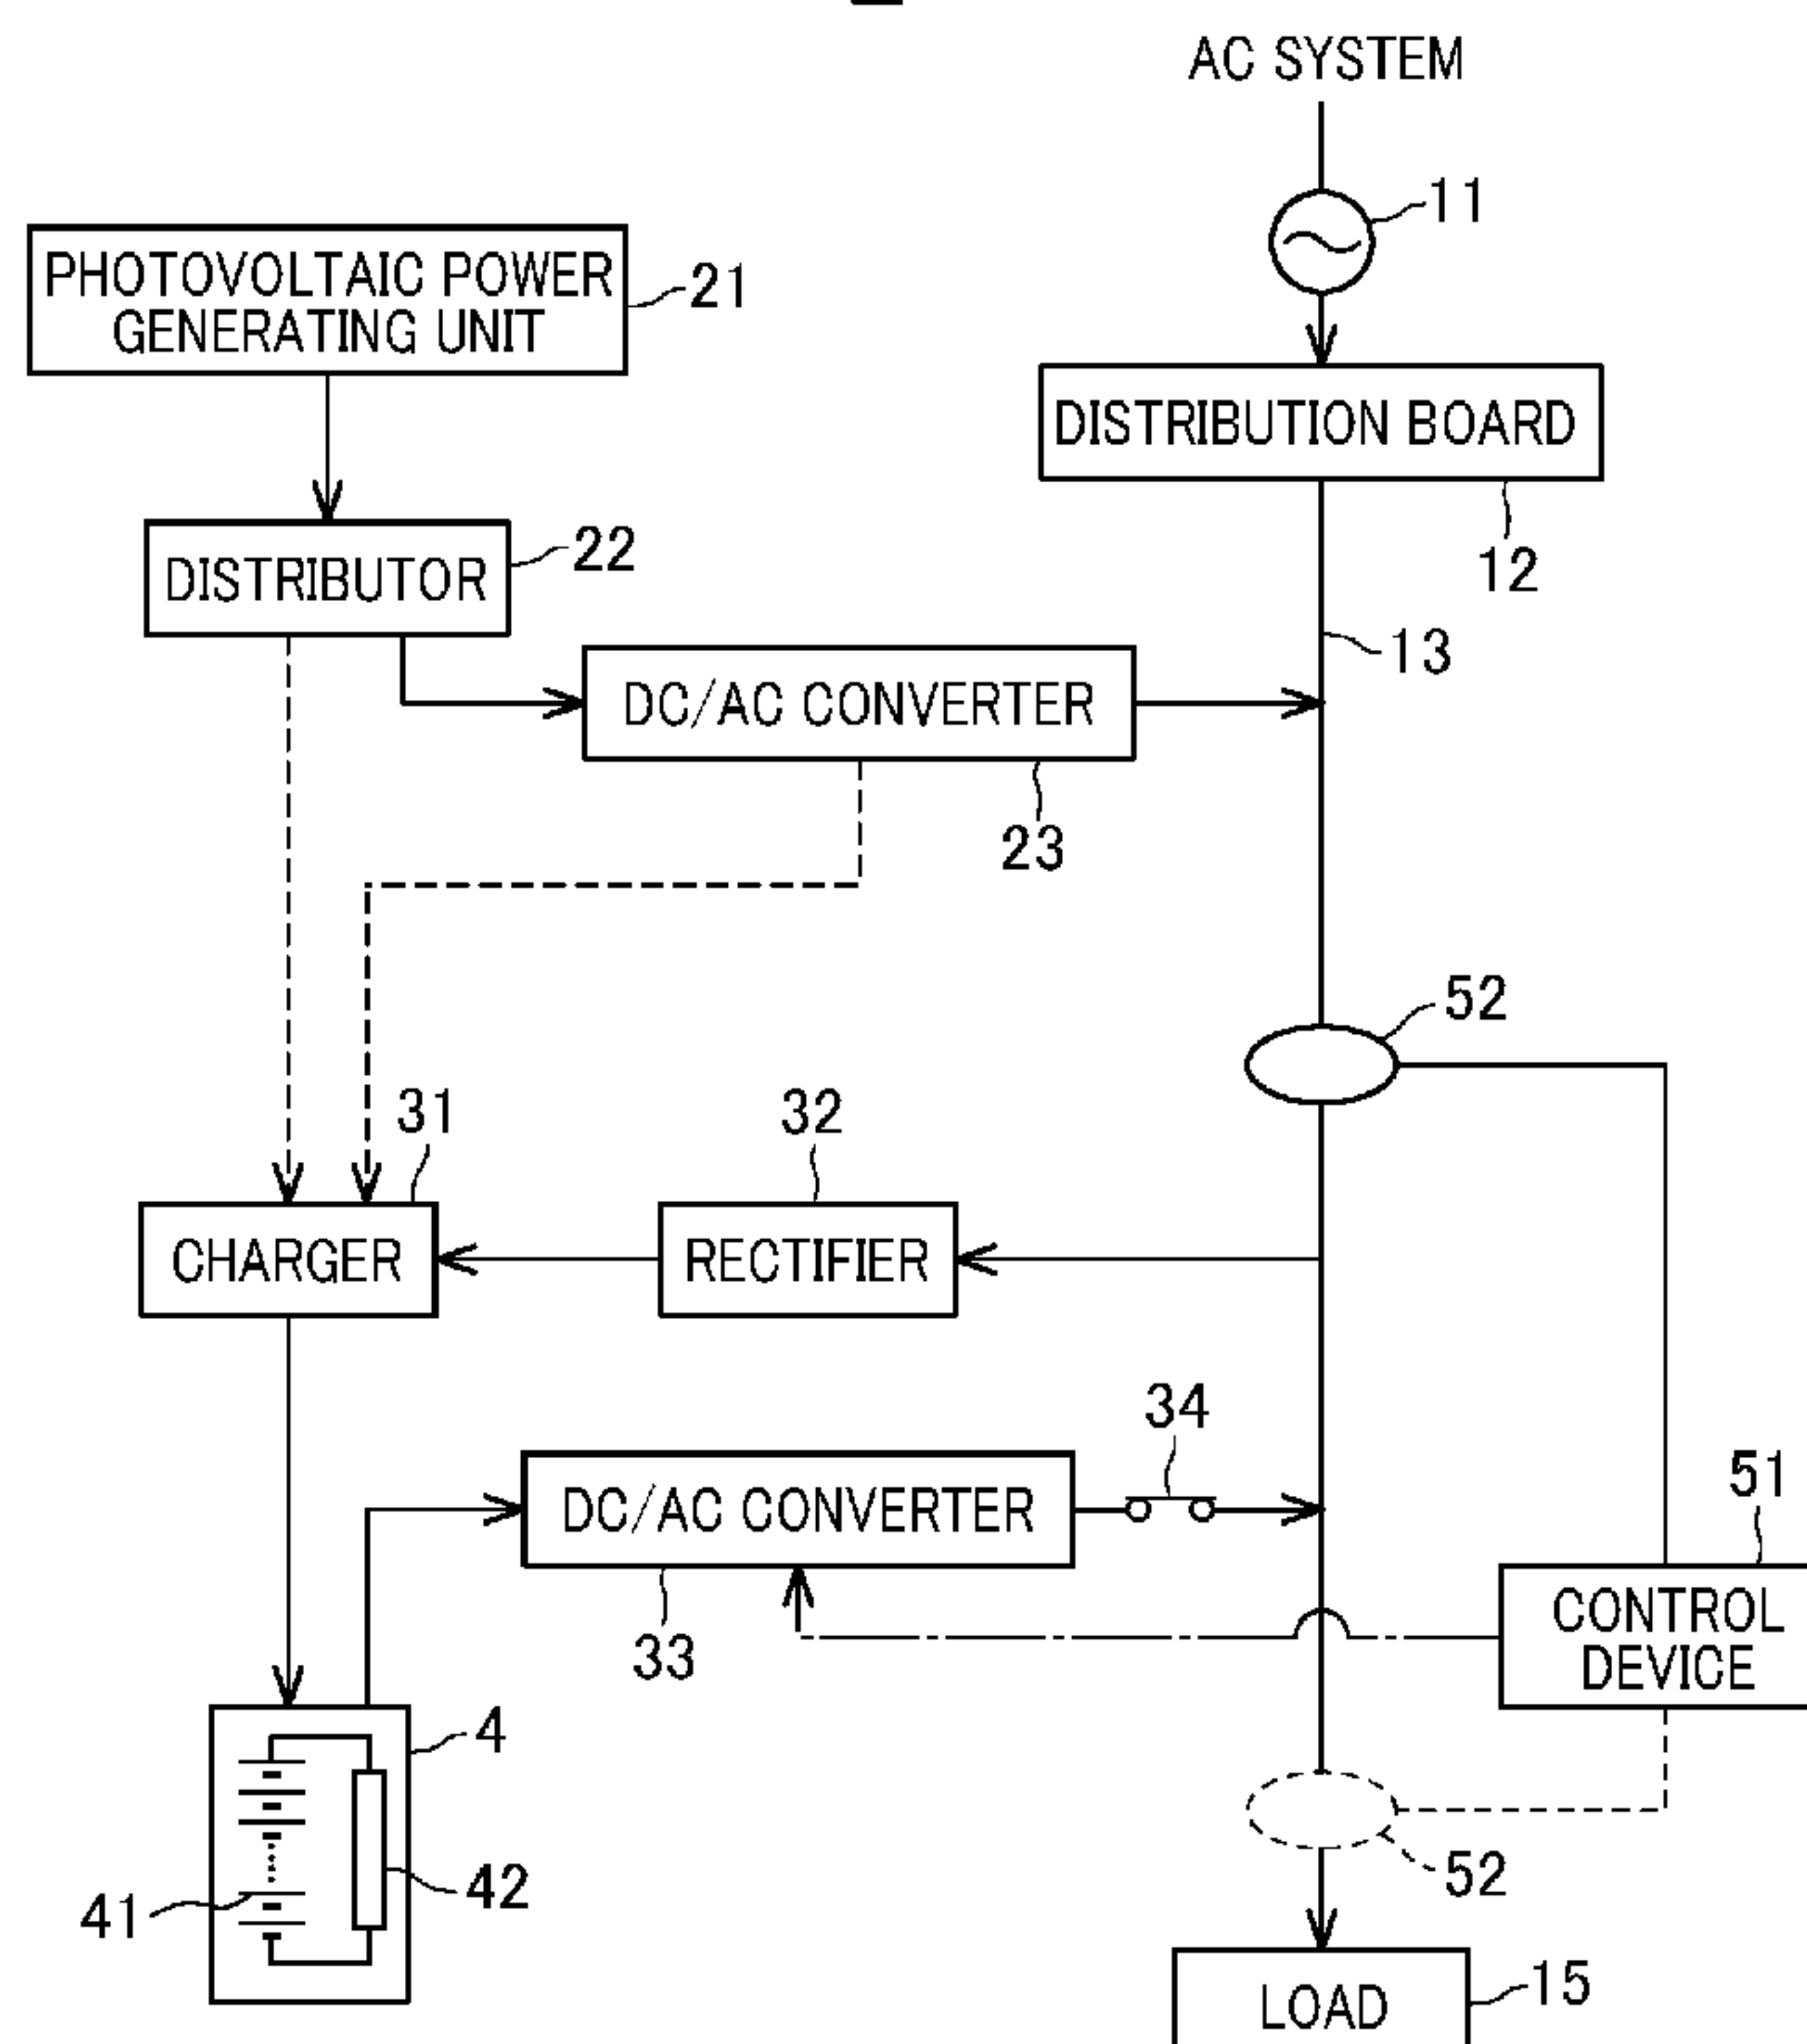 AC SYSTEM
11
PHOTOVOLTAIC POWER
GENERATING UNIT
21
DISTRIBUTION BOARD
12
DISTRIBUTOR
22
13
DC/AC CONVERTER
23
52
31
32
CHARGER
RECTIFIER
34
DC/AC CONVERTER
33
51
CONTROL
DEVICE
4
41
42
52
LOAD
15